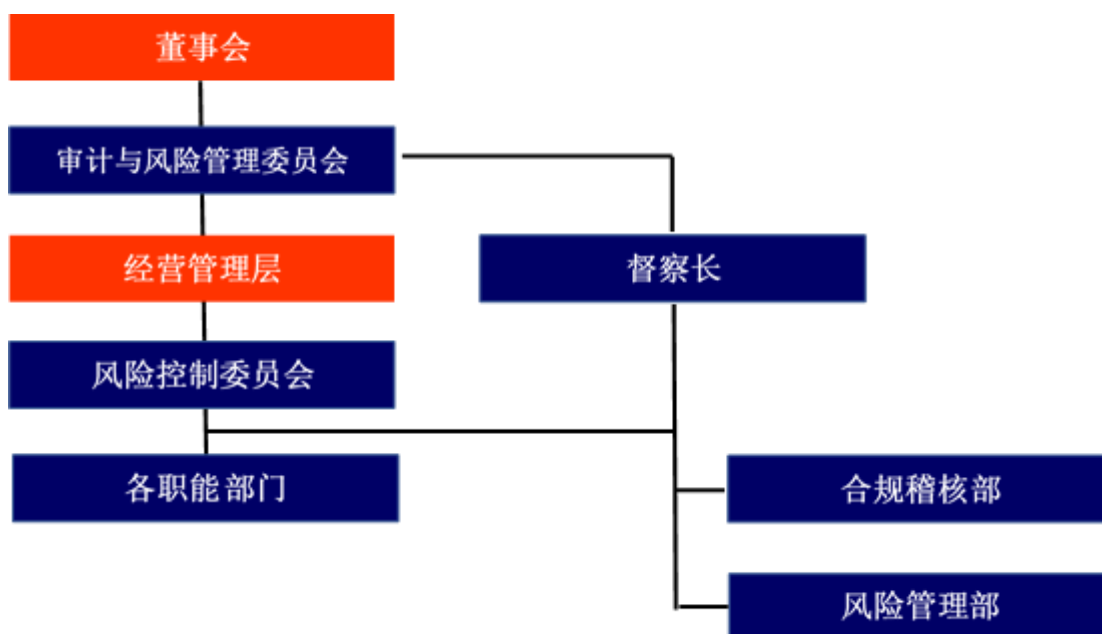 董事会
审计与风险管理委员会
经营管理层
督察长
风险控制委员会
各职能部门
合规稽核部
风险管理部